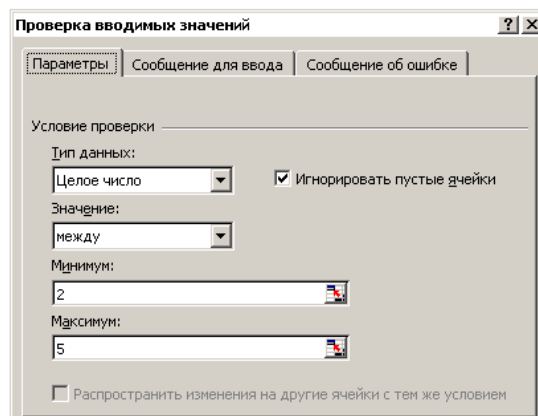 Проверка вводимых значений
Параметры Сообщение для ввода Сообщение об ошибке
Условие проверки
Тип данных:
Целое число Игнорировать пустые ячейки
Значение:
между
Минимум:
2
Максимум:
5
Распространить изменения на другие ячейки с тем же условием